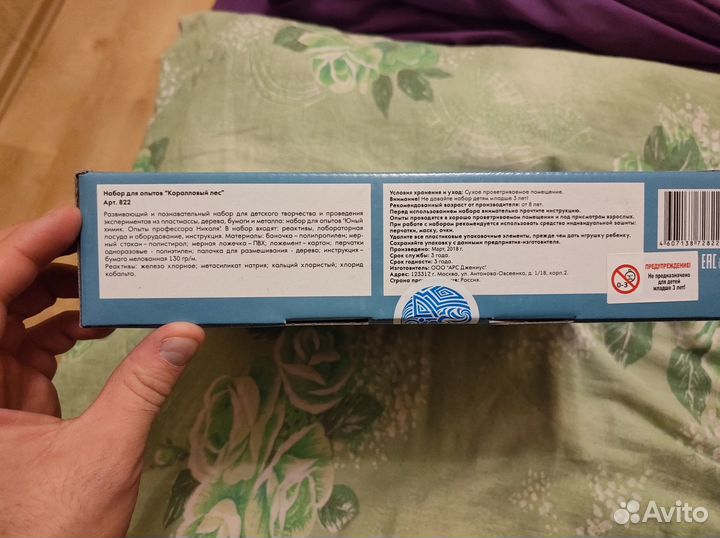 Набор для опытов "Коралловый лес"
Арт. 822
Развивающий и познавательный набор для детского творчества и проведения
экспериментов из пластмассы, дерева, бумаги и металла: набор для опытов "Юный
химик. Опыты профессора Николя". В набор входят: реактивы, лабораторная
посуда и оборудование, инструкция. Материалы: баночка – полипропилен; мер-
ный стакан – полистирол; мерная ложечка – ПВХ; ложемент – картон; перчатки
одноразовые – полиэтилен; палочка для размешивания - дерево; инструкция –
бумага мелованная 130 гр/м.
Реактивы: железо хлорное; метасиликат натрия; кальций хлористый; хлорид
кобальта.
Условия хранения и уход: Сухое проветриваемое помещение.
Внимание! Не давайте набор детям младше 3 лет!
Рекомендованный возраст от производителя: от 8 лет.
Перед использованием набора внимательно прочтите инструкцию.
Опыты проводятся в хорошо проветриваемом помещении и под присмотром взрослых.
При работе с набором рекомендуется использовать средства индивидуальной защиты:
перчатки, маску, очки.
Удалите все пластиковые упаковочные элементы, прежде чем дать игрушку ребенку.
Сохраняйте упаковку с данными предприятия-изготовителя.
Произведено: Март, 2018 г.
Срок службы: 3 года.
Срок годности: 3 года.
Изготовитель: ООО "АРС Джениус".
Адрес: 123312 г. Москва, ул. Антонова-Овсеенко, д. 1/18, корп.2.
Страна Россия.
4 607138 72822
EAC
0-3
ПРЕДУПРЕЖДЕНИЕ!
Не предназначено
для детей
младше 3 лет!
Avito